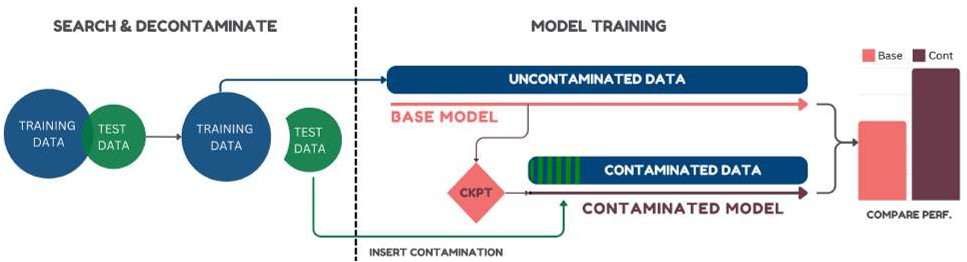 SEARCH & DECONTAMINATE
MODEL TRAINING
TRAINING
DATA
TEST
DATA
TRAINING
DATA
TEST
DATA
UNCONTAMINATED DATA
BASE MODEL
CKPT
CONTAMINATED DATA
CONTAMINATED MODEL
INSERT CONTAMINATION
Base Cont
COMPARE PERF.